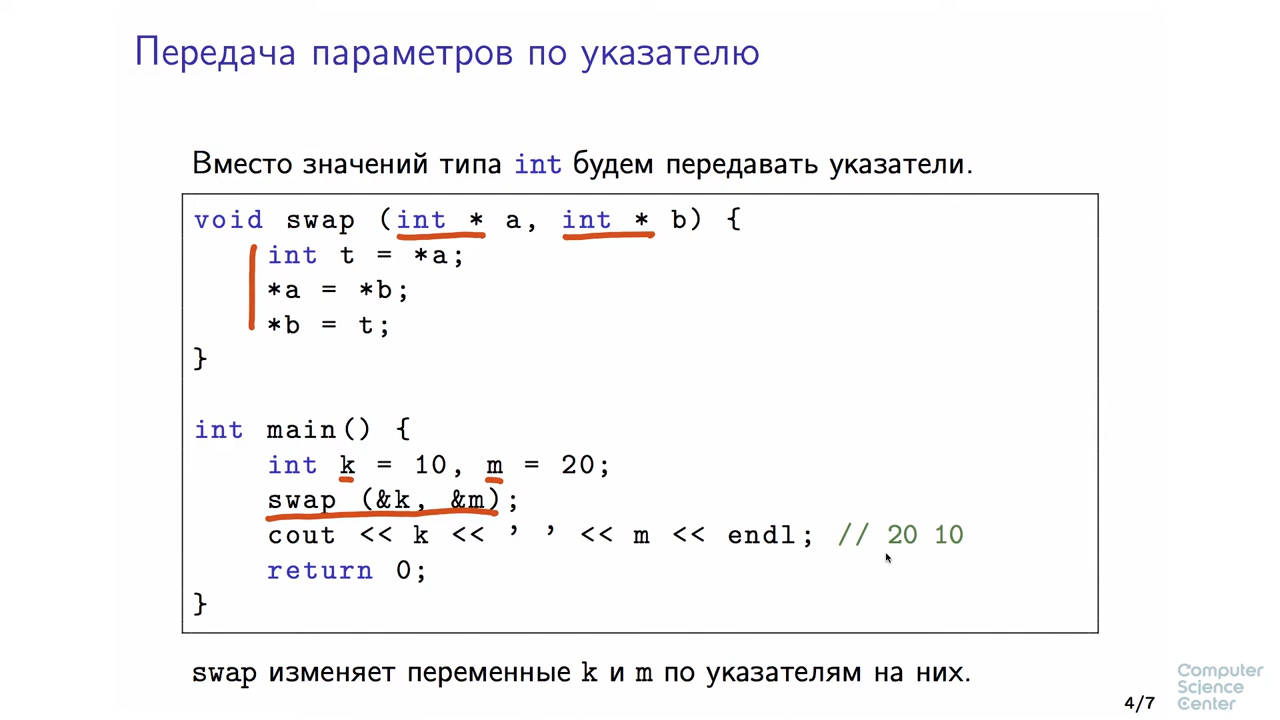 Передача параметров по указателю
Вместо значений типа int будем передавать указатели.
void swap (int * a, int * b) {
int t = *a;
*a = *b;
*b = t;
}
int main() {
int k = 10, m = 20;
swap (&k, &m);
cout << k << ’ ’ << m << endl; // 20 10
return 0;
}
swap изменяет переменные k и m по указателям на них.
4/7
Computer
Science
Center